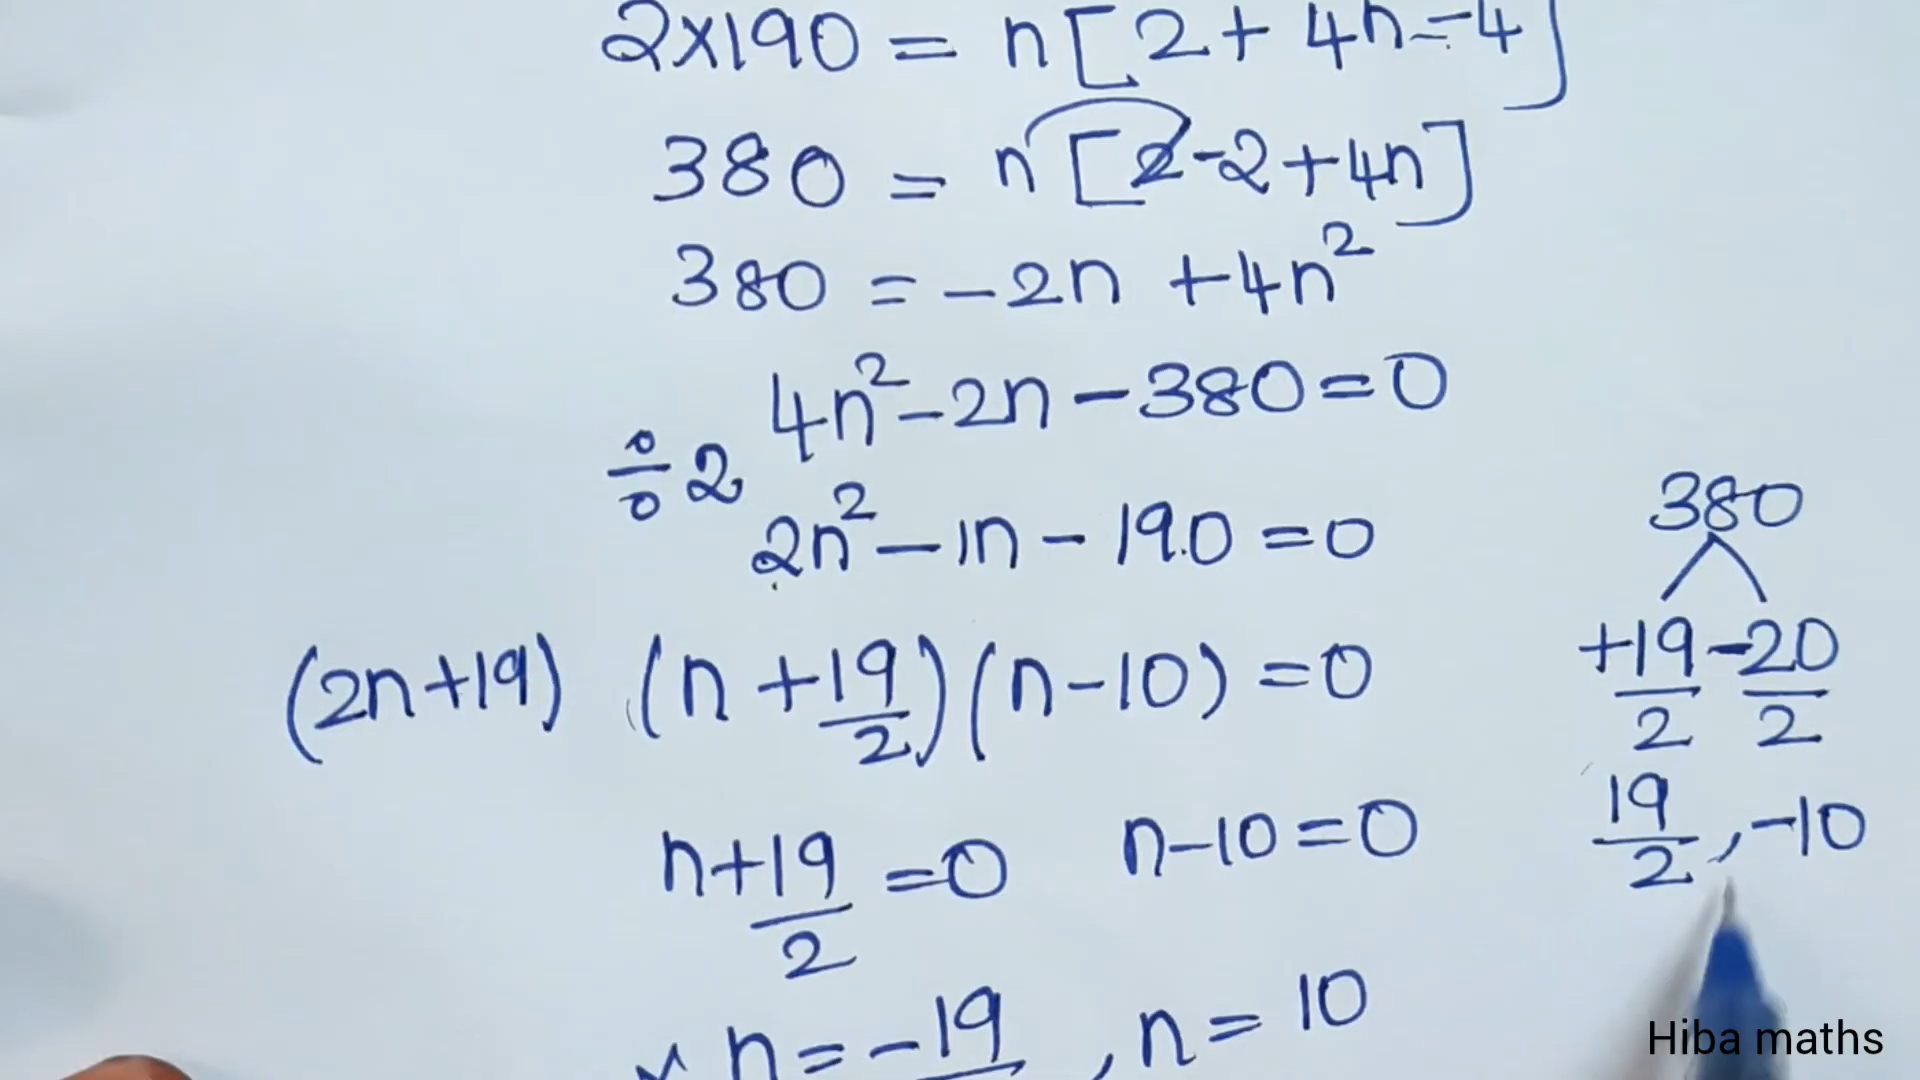 2×190 = n[2+4n-4]
380 = n[2-2+4n]
380 = -2n +4n²
4n²-2n-380=0
÷2
2n²-1n-190=0
380
+19 -20
2 2
19/2, -10
(2n+19) (n+19/2)(n-10)=0
n+19/2=0 n-10=0
n=-19 , n=10
Hiba maths